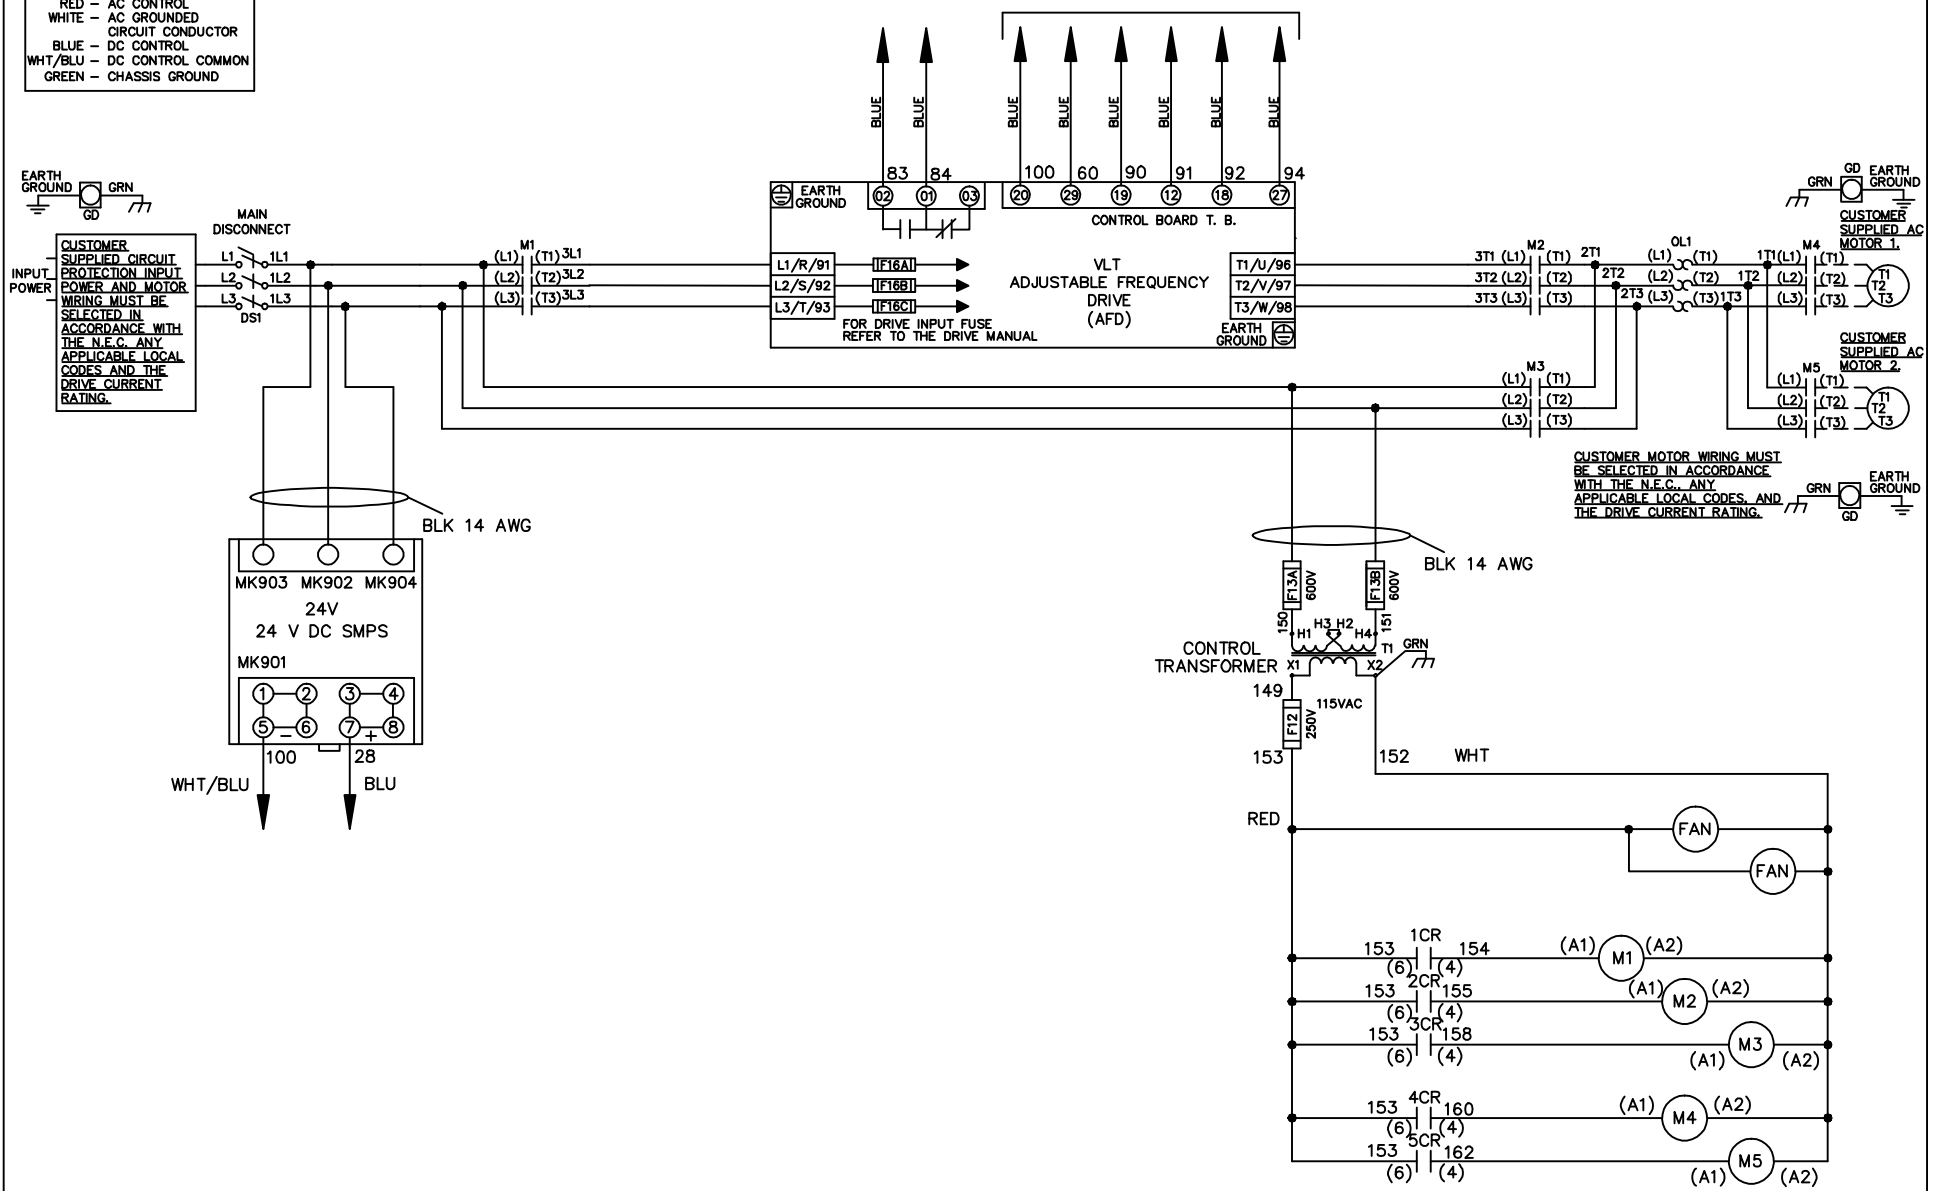 RED – AC CONTROL
WHITE – AC GROUNDED
CIRCUIT CONDUCTOR
BLUE – DC CONTROL
WHT/BLU – DC CONTROL COMMON
GREEN – CHASSIS GROUND
BLUE
BLUE
BLUE
BLUE
BLUE
BLUE
BLUE
BLUE
83
84
100
60
90
91
92
94
EARTH
GROUND
GRN
GD
MAIN
DISCONNECT
EARTH
GROUND
02
01
03
20
29
19
12
18
27
CONTROL BOARD T. B.
GD
EARTH
GROUND
GRN
CUSTOMER
SUPPLIED AC
MOTOR 1.
INPUT
POWER
CUSTOMER
SUPPLIED CIRCUIT
PROTECTION INPUT
POWER AND MOTOR
WIRING MUST BE
SELECTED IN
ACCORDANCE WITH
THE N.E.C. ANY
APPLICABLE LOCAL
CODES AND THE
DRIVE CURRENT
RATING.
L1 1L1
L2 1L2
L3 1L3
DS1
M1
(L1) (T1) 3L1
(L2) (T2) 3L2
(L3) (T3) 3L3
L1/R/91
L2/S/92
L3/T/93
F16A
F16B
F16C
FOR DRIVE INPUT FUSE
REFER TO THE DRIVE MANUAL
VLT
ADJUSTABLE FREQUENCY
DRIVE
(AFD)
T1/U/96
T2/V/97
T3/W/98
EARTH
GROUND
M2
3T1 (L1) (T1) 2T1
3T2 (L2) (T2) 2T2
3T3 (L3) (T3) 2T3
OL1
(L1) (T1) 1T1
(L2) (T2) 1T2
(L3) (T3) 1T3
M4
(L1) (T1)
(L2) (T2)
(L3) (T3)
T1
T2
T3
M3
(L1) (T1)
(L2) (T2)
(L3) (T3)
CUSTOMER
SUPPLIED AC
MOTOR 2.
M5
(L1) (T1)
(L2) (T2)
(L3) (T3)
T1
T2
T3
CUSTOMER MOTOR WIRING MUST
BE SELECTED IN ACCORDANCE
WITH THE N.E.C., ANY
APPLICABLE LOCAL CODES, AND
THE DRIVE CURRENT RATING.
GRN
EARTH
GROUND
GD
BLK 14 AWG
MK903 MK902 MK904
24V
24 V DC SMPS
MK901
1 2 3 4
5 – 6 7 + 8
100
28
WHT/BLU
BLU
BLK 14 AWG
F13A
600V
F13B
600V
150
151
H1 H3 H2 H4
T1
GRN
CONTROL
TRANSFORMER
X1
X2
149
115VAC
F12
250V
153
152
WHT
RED
FAN
FAN
1CR
153 154
(6) (4)
(A1) M1 (A2)
2CR
153 155
(6) (4)
(A1) M2 (A2)
3CR
153 158
(6) (4)
(A1) M3 (A2)
4CR
153 160
(6) (4)
(A1) M4 (A2)
5CR
153 162
(6) (4)
(A1) M5 (A2)